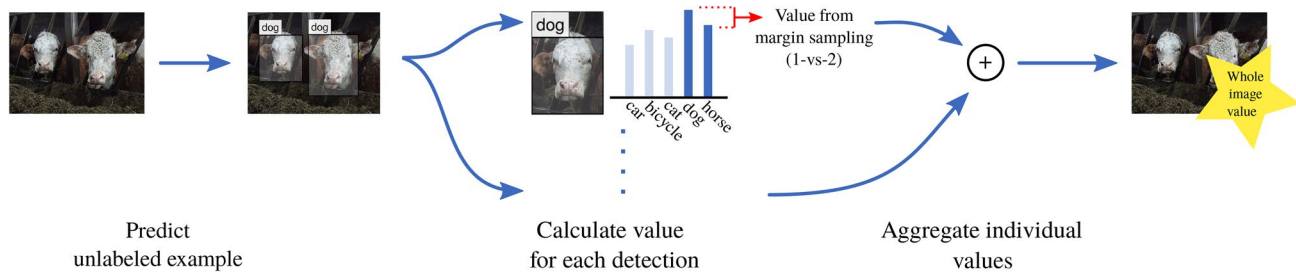 dog
dog
dog
Value from
margin sampling
(1-vs-2)
car
bicycle
cat
dog
horse
+
Whole
image
value
Predict
unlabeled example
Calculate value
for each detection
Aggregate individual
values